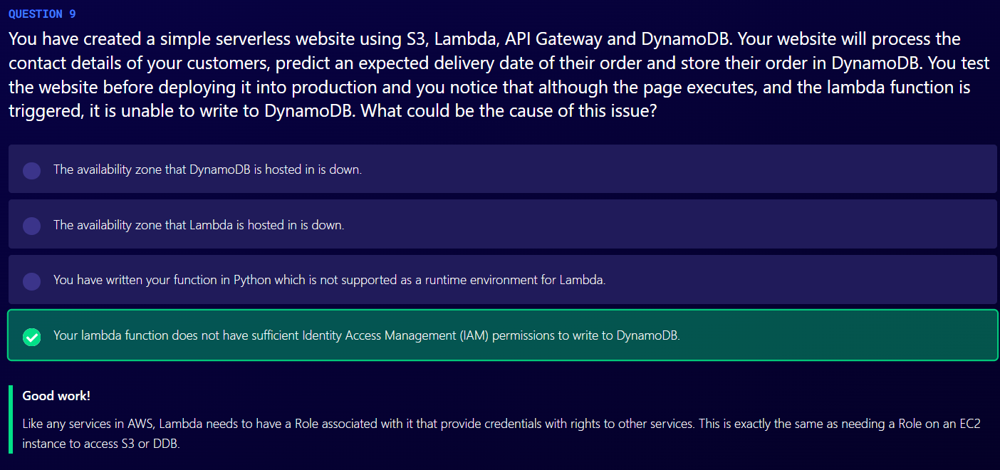 QUESTION 9
You have created a simple serverless website using S3, Lambda, API Gateway and DynamoDB. Your website will process the
contact details of your customers, predict an expected delivery date of their order and store their order in DynamoDB. You test
the website before deploying it into production and you notice that although the page executes, and the lambda function is
triggered, it is unable to write to DynamoDB. What could be the cause of this issue?
The availability zone that DynamoDB is hosted in is down.
The availability zone that Lambda is hosted in is down.
You have written your function in Python which is not supported as a runtime environment for Lambda.
Your lambda function does not have sufficient Identity Access Management (IAM) permissions to write to DynamoDB.
Good work!
Like any services in AWS, Lambda needs to have a Role associated with it that provide credentials with rights to other services. This is exactly the same as needing a Role on an EC2
instance to access S3 or DDB.